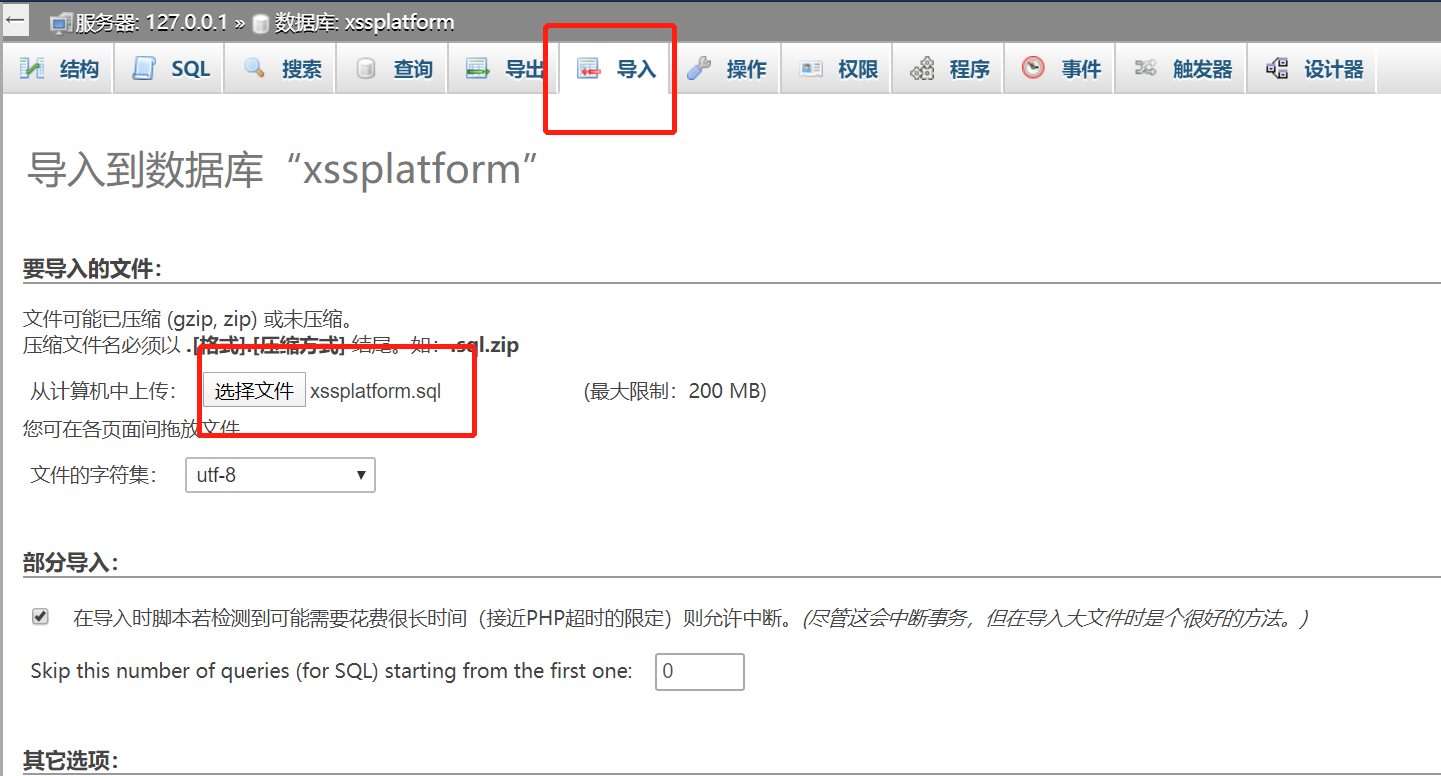 服务器: 127.0.0.1 » 数据库: xssplatform
结构 SQL 搜索 查询 导出 导入 操作 权限 程序 事件 触发器 设计器
导入到数据库“xssplatform”
要导入的文件:
文件可能已压缩 (gzip, zip) 或未压缩。
压缩文件名必须以 .[格式].[压缩方式] 结尾。如：.sql.zip
从计算机中上传： 选择文件 xssplatform.sql (最大限制：200 MB)
您可在各页面间拖放文件
文件的字符集： utf-8
部分导入:
在导入时脚本若检测到可能需要花费很长时间（接近PHP超时的限定）则允许中断。(尽管这会中断事务，但在导入大文件时是个很好的方法。)
Skip this number of queries (for SQL) starting from the first one: 0
其它选项: